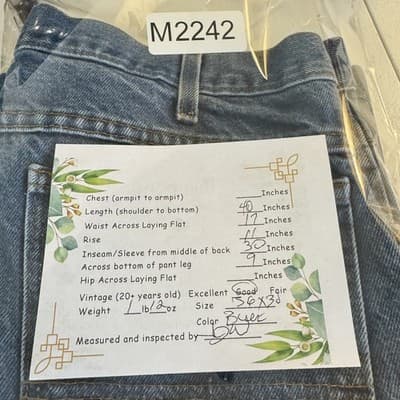 M2242
Chest (armpit to armpit) ____Inches
Length (shoulder to bottom) 40 Inches
Waist Across Laying Flat 17 Inches
Rise 11 Inches
Inseam/Sleeve from middle of back 30 Inches
Across bottom of pant leg 9 Inches
Hip Across Laying Flat ____Inches
Vintage (20+ years old) Excellent Good Fair
Weight 1 lb 12 oz Size 36x30
Color
Measured and inspected by